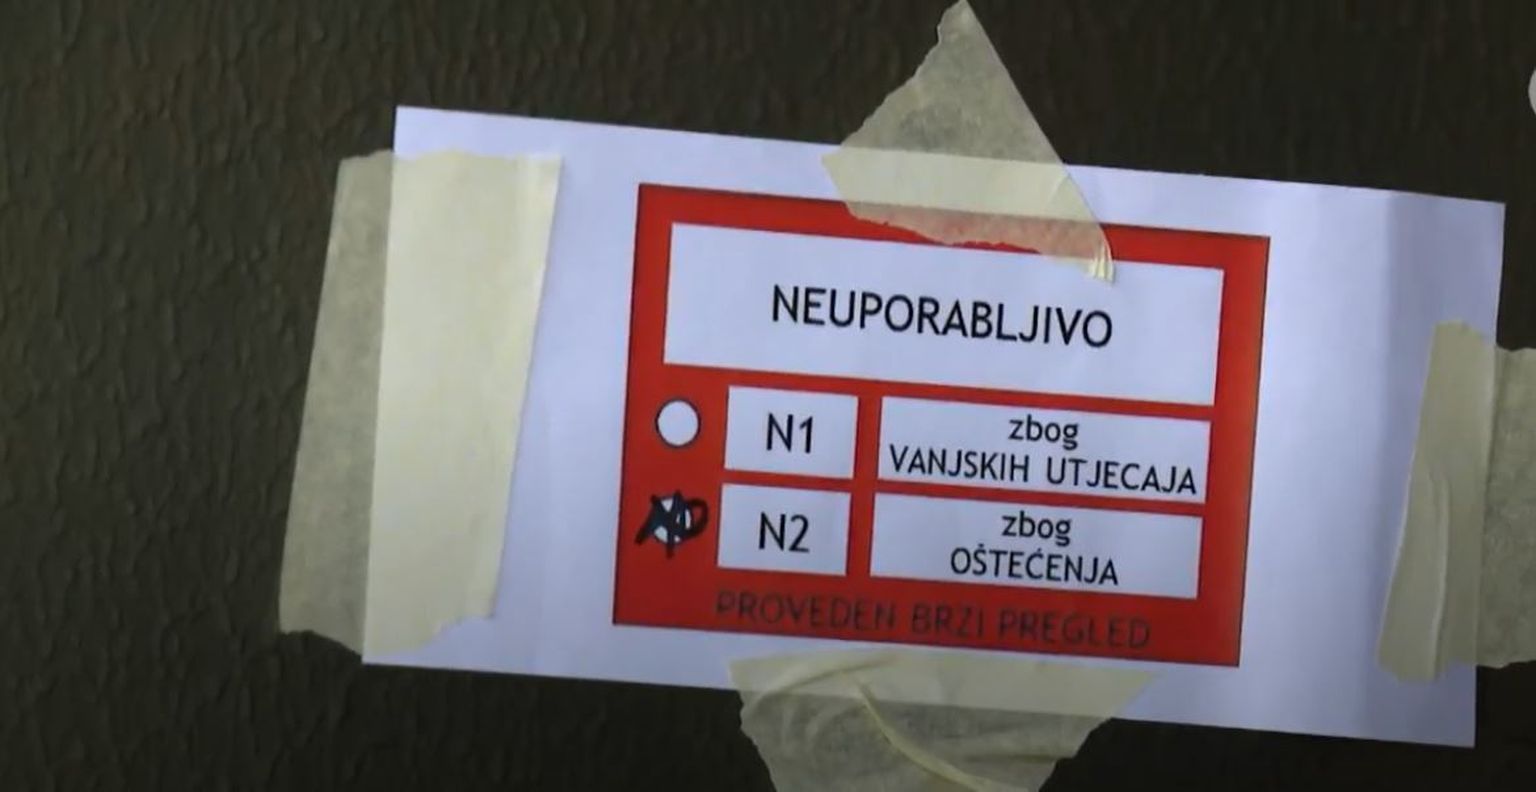 NEUPORABLJIVO
N1 zbog
VANJSKIH UTJECAJA
N2 zbog
OŠTEĆENJA
PROVEDEN BRZI PREGLED